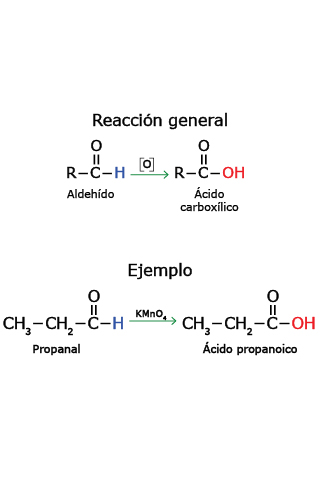 Reacción general
O O
R–C–H [O] R–C–OH
Aldehído Ácido
carboxílico
Ejemplo
O O
CH3–CH2–C–H KMnO4 CH3–CH2–C–OH
Propanal Ácido propanoico